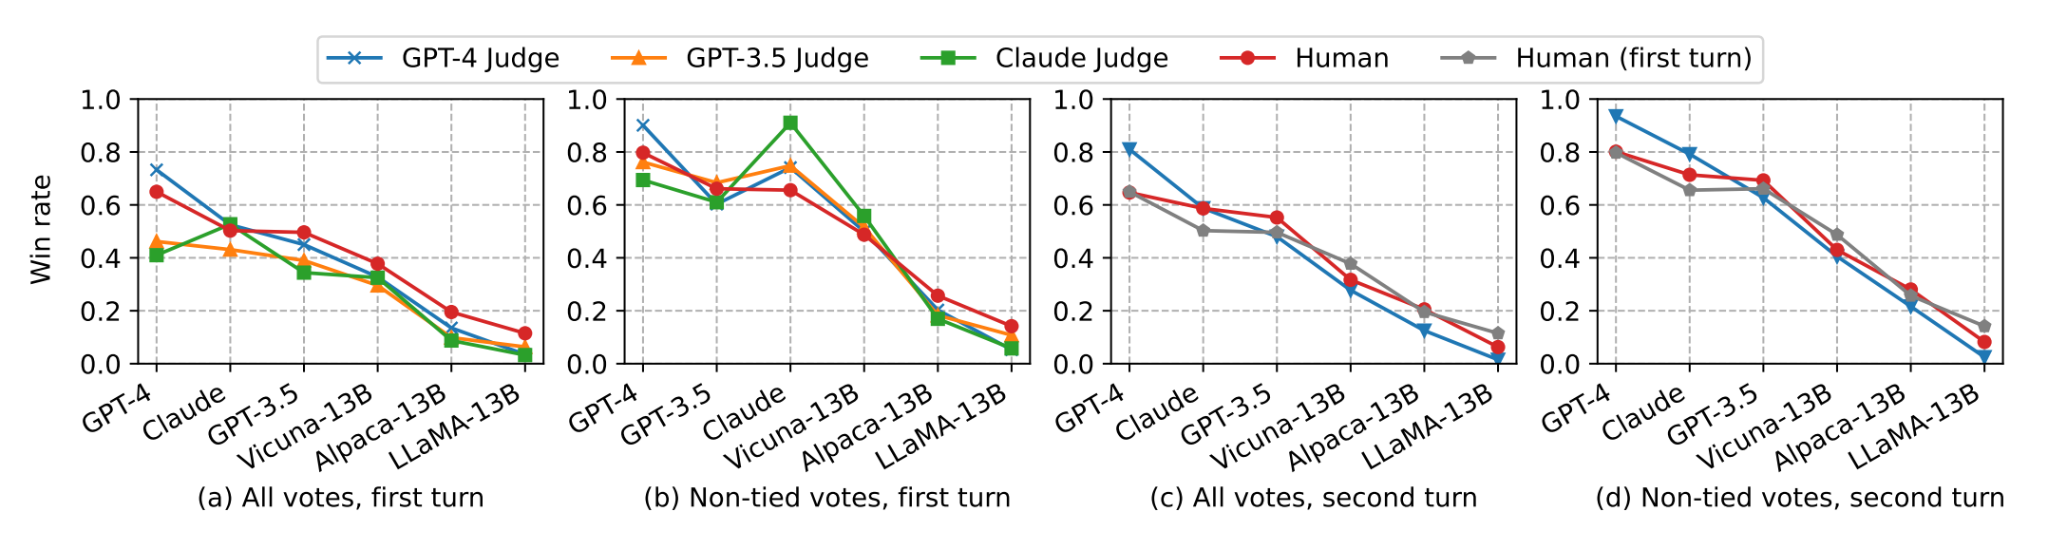 GPT-4 Judge GPT-3.5 Judge Claude Judge Human Human (first turn)
Win rate
1.0
0.8
0.6
0.4
0.2
0.0
GPT-4
Claude
GPT-3.5
Vicuna-13B
Alpaca-13B
LLaMA-13B
(a) All votes, first turn
1.0
0.8
0.6
0.4
0.2
0.0
GPT-4
GPT-3.5
Claude
Vicuna-13B
Alpaca-13B
LLaMA-13B
(b) Non-tied votes, first turn
1.0
0.8
0.6
0.4
0.2
0.0
GPT-4
Claude
GPT-3.5
Vicuna-13B
Alpaca-13B
LLaMA-13B
(c) All votes, second turn
1.0
0.8
0.6
0.4
0.2
0.0
GPT-4
Claude
GPT-3.5
Vicuna-13B
Alpaca-13B
LLaMA-13B
(d) Non-tied votes, second turn